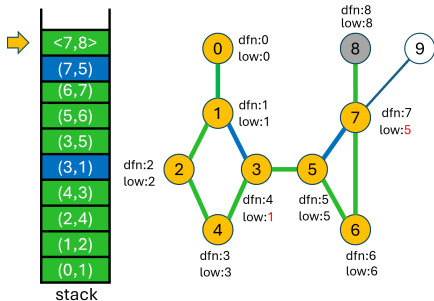 <7,8>
(7,5)
(6,7)
(5,6)
(3,5)
(3,1)
(4,3)
(2,4)
(1,2)
(0,1)
stack
0
dfn:0
low:0
1
dfn:1
low:1
dfn:2
low:2
2
3
dfn:4
low:1
4
dfn:3
low:3
5
dfn:5
low:5
dfn:8
low:8
8
9
7
dfn:7
low:5
6
dfn:6
low:6